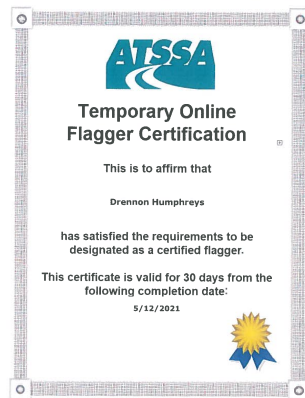 ATSSA
Temporary Online
Flagger Certification
This is to affirm that
Drennon Humphreys
has satisfied the requirements to be
designated as a certified flagger.
This certificate is valid for 30 days from the
following completion date:
5/12/2021